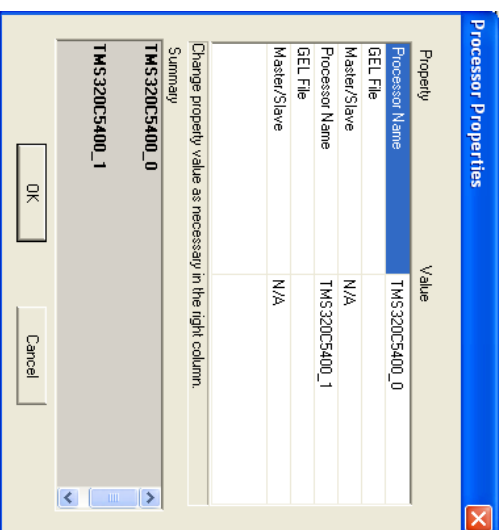 Processor Properties
Property Value
Processor Name TMS320C5400_0
GEL File
Master/Slave N/A
Processor Name TMS320C5400_1
GEL File
Master/Slave N/A
Change property value as necessary in the right column.
Summary
TMS320C5400_0
TMS320C5400_1
OK Cancel